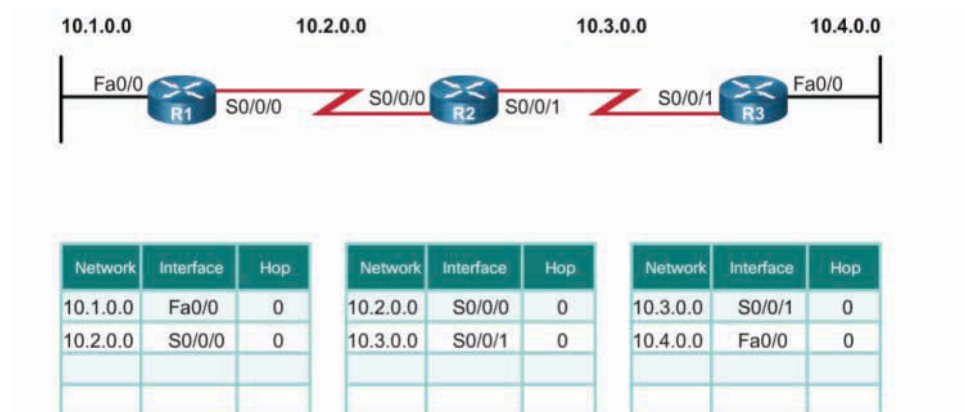 10.1.0.0 10.2.0.0 10.3.0.0 10.4.0.0
Fa0/0 R1 S0/0/0 S0/0/0 R2 S0/0/1 S0/0/1 R3 Fa0/0
Network Interface Hop Network Interface Hop Network Interface Hop
10.1.0.0 Fa0/0 0 10.2.0.0 S0/0/0 0 10.3.0.0 S0/0/1 0
10.2.0.0 S0/0/0 0 10.3.0.0 S0/0/1 0 10.4.0.0 Fa0/0 0